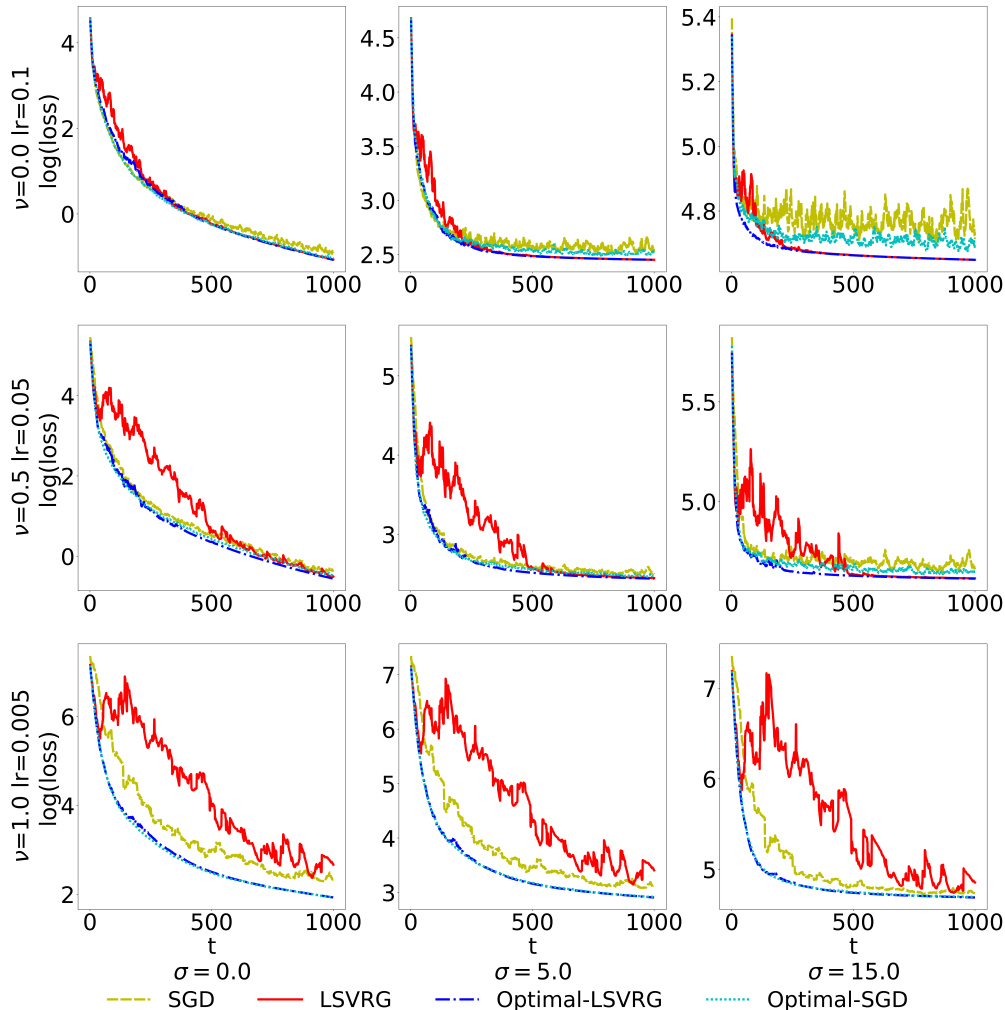 ν=0.0 lr=0.1
log(loss)
4
2
0
0 500 1000
4.5
4.0
3.5
3.0
2.5
0 500 1000
5.4
5.2
5.0
4.8
0 500 1000
ν=0.5 lr=0.05
log(loss)
4
2
0
0 500 1000
5
4
3
0 500 1000
5.5
5.0
0 500 1000
ν=1.0 lr=0.005
log(loss)
6
4
2
0 500 1000
7
6
5
4
3
0 500 1000
7
6
5
0 500 1000
t t t
σ = 0.0 σ = 5.0 σ = 15.0
SGD LSVRG Optimal-LSVRG Optimal-SGD